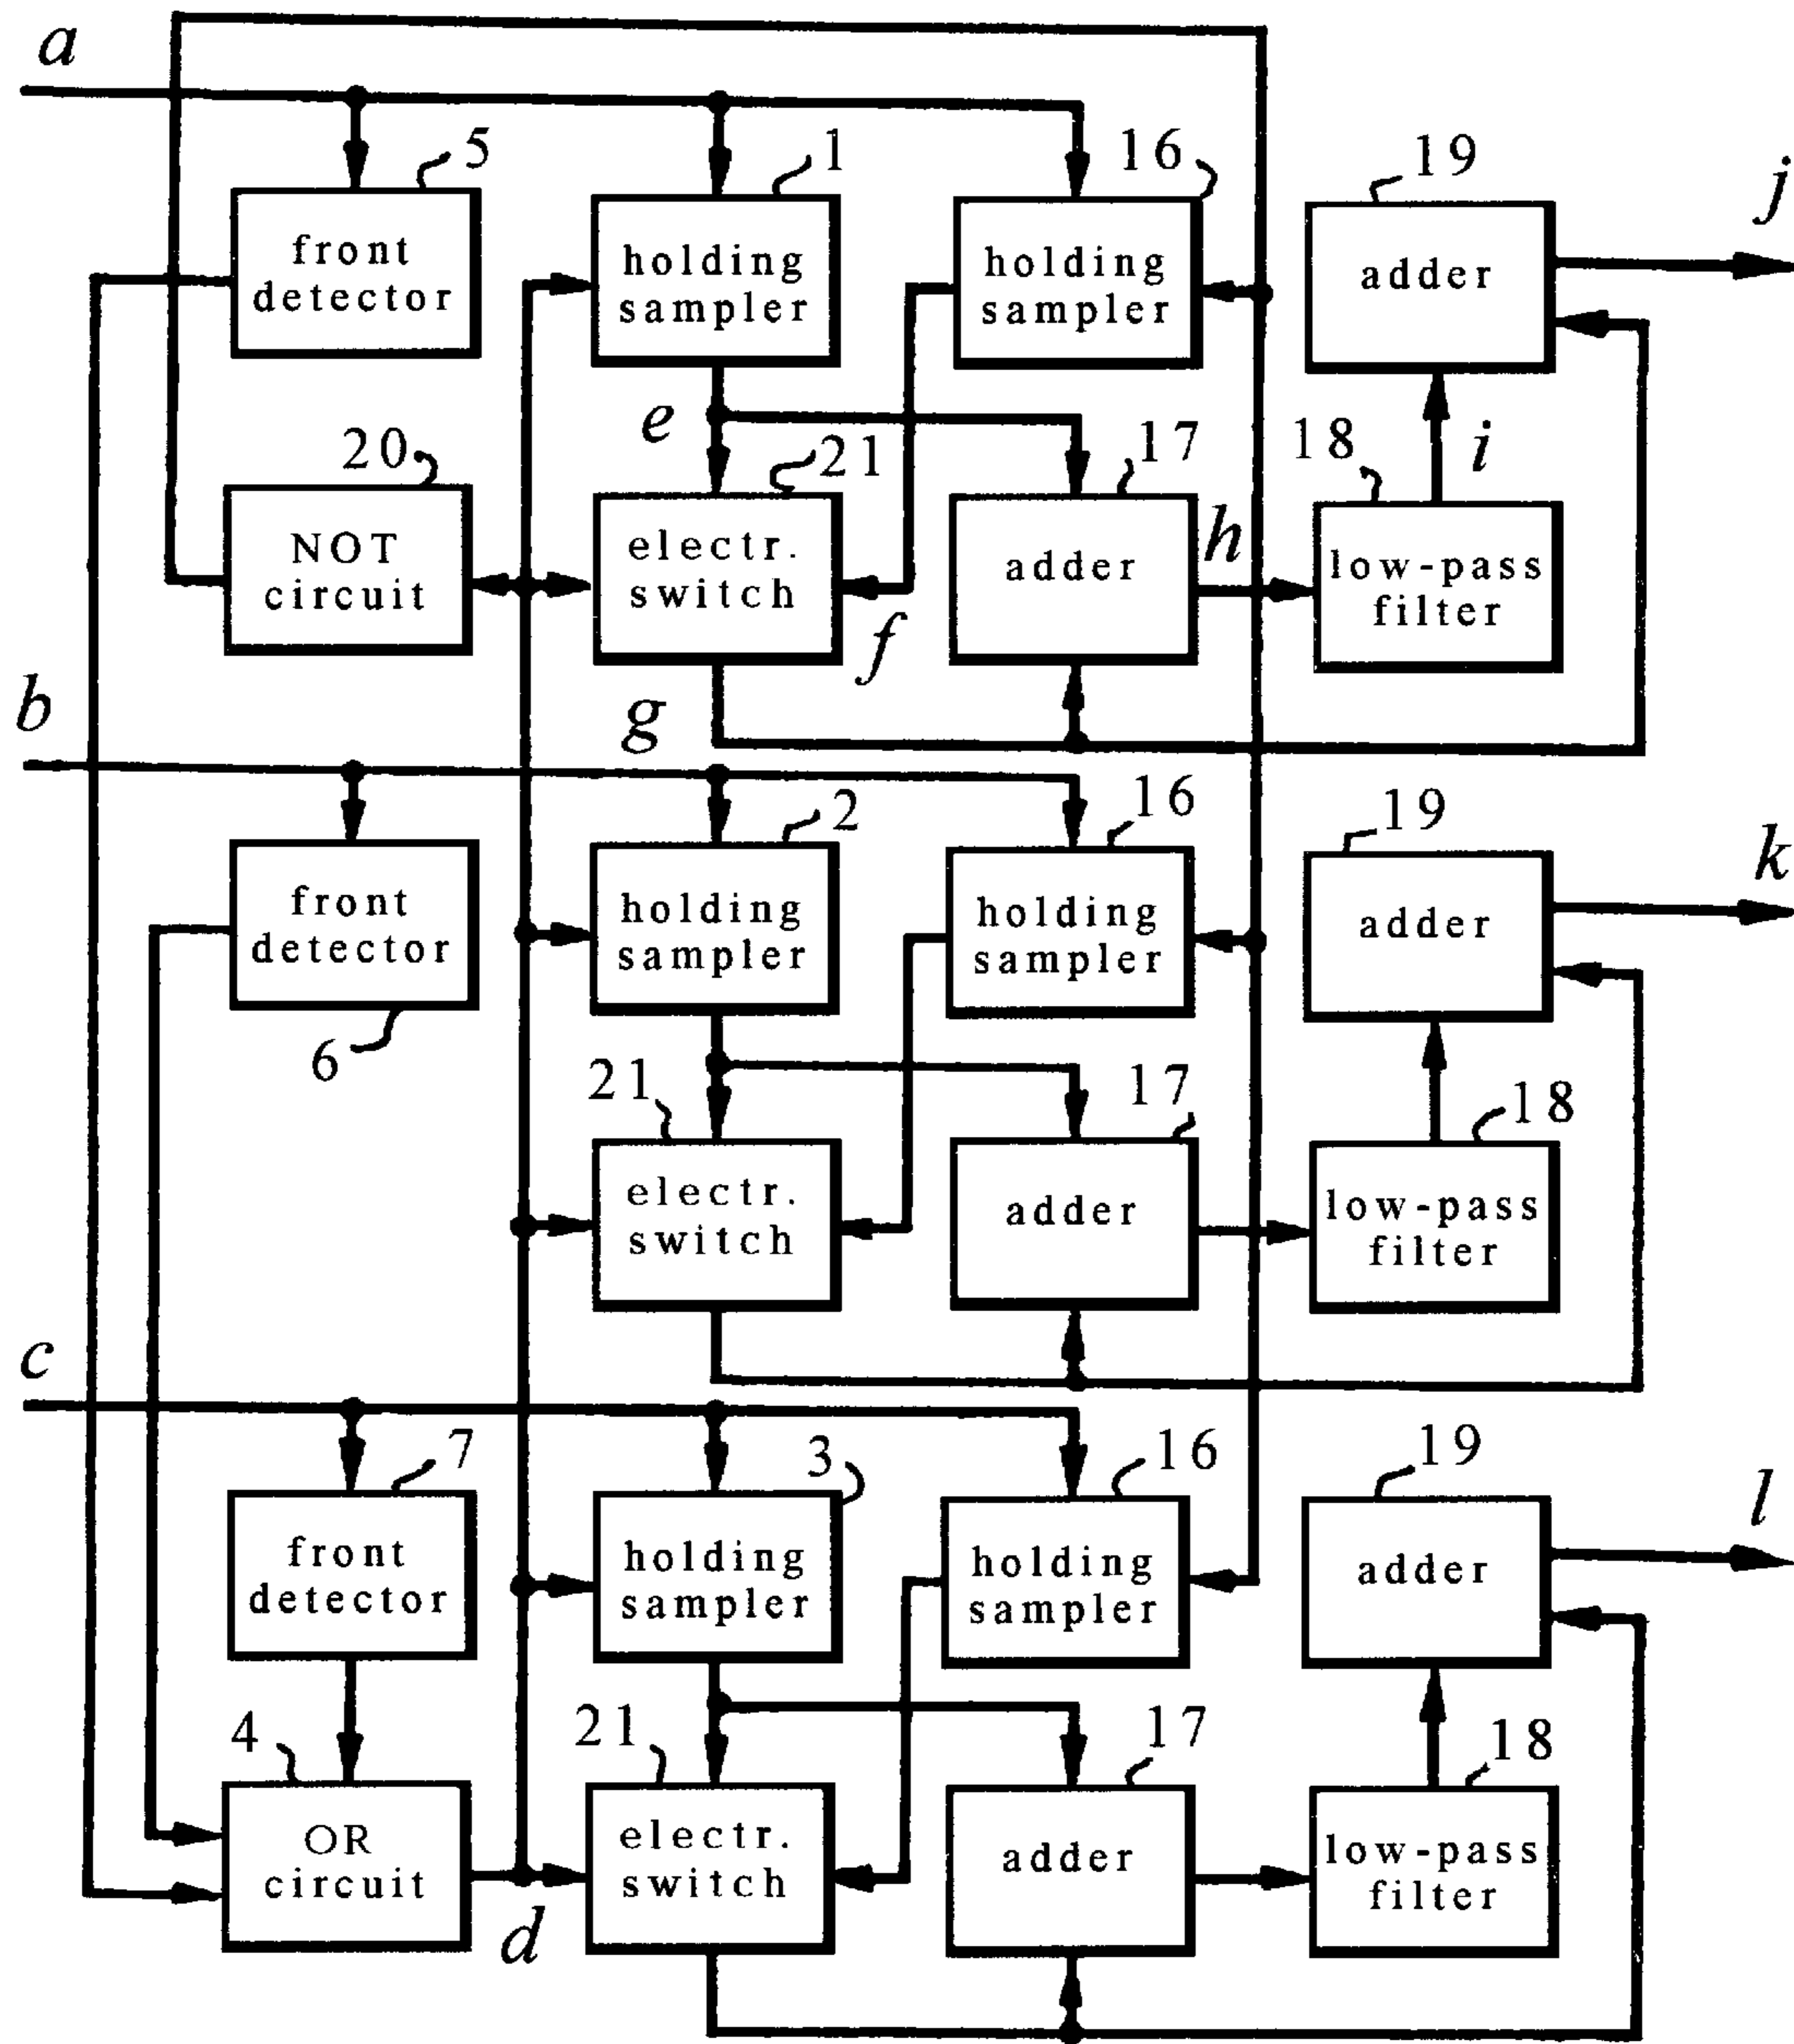 a
5
1
16
19
j
front
detector
holding
sampler
holding
sampler
adder
e
20
21
17
18
i
NOT
circuit
electr.
switch
f
adder
h
low-pass
filter
b
g
2
16
19
k
front
detector
holding
sampler
holding
sampler
adder
6
21
17
18
electr.
switch
adder
low-pass
filter
c
7
3
16
19
l
front
detector
holding
sampler
holding
sampler
adder
4
21
17
18
OR
circuit
d
electr.
switch
adder
low-pass
filter